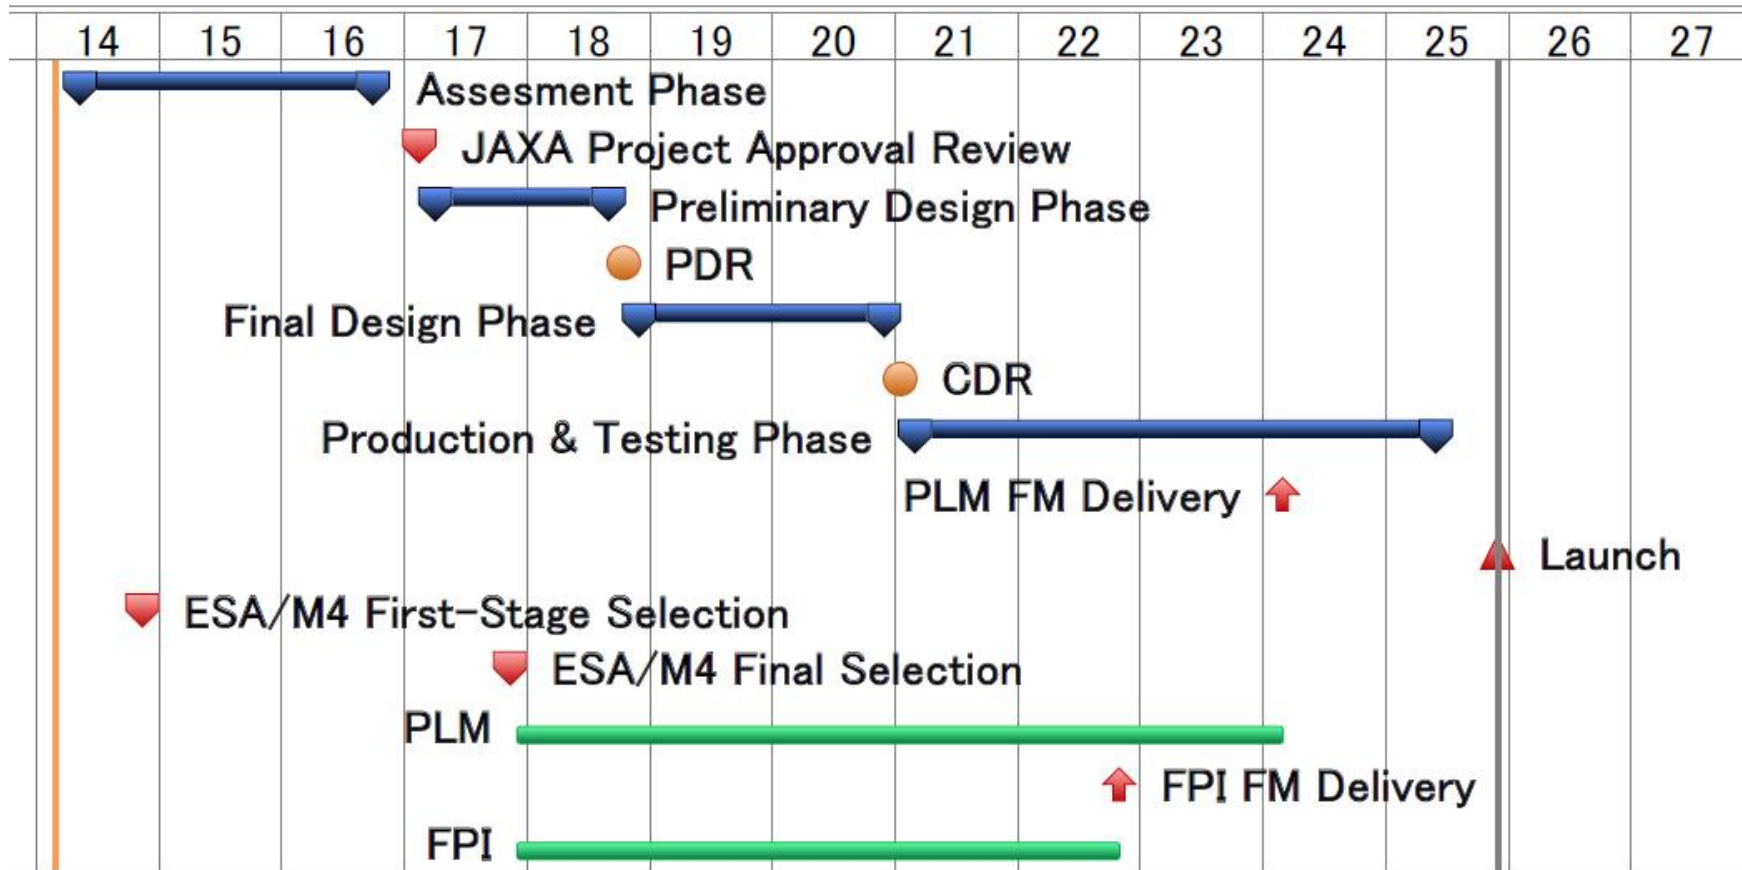 14 15 16 17 18 19 20 21 22 23 24 25 26 27
Assesment Phase
JAXA Project Approval Review
Preliminary Design Phase
PDR
Final Design Phase
CDR
Production & Testing Phase
PLM FM Delivery
Launch
ESA/M4 First-Stage Selection
ESA/M4 Final Selection
PLM
FPI FM Delivery
FPI